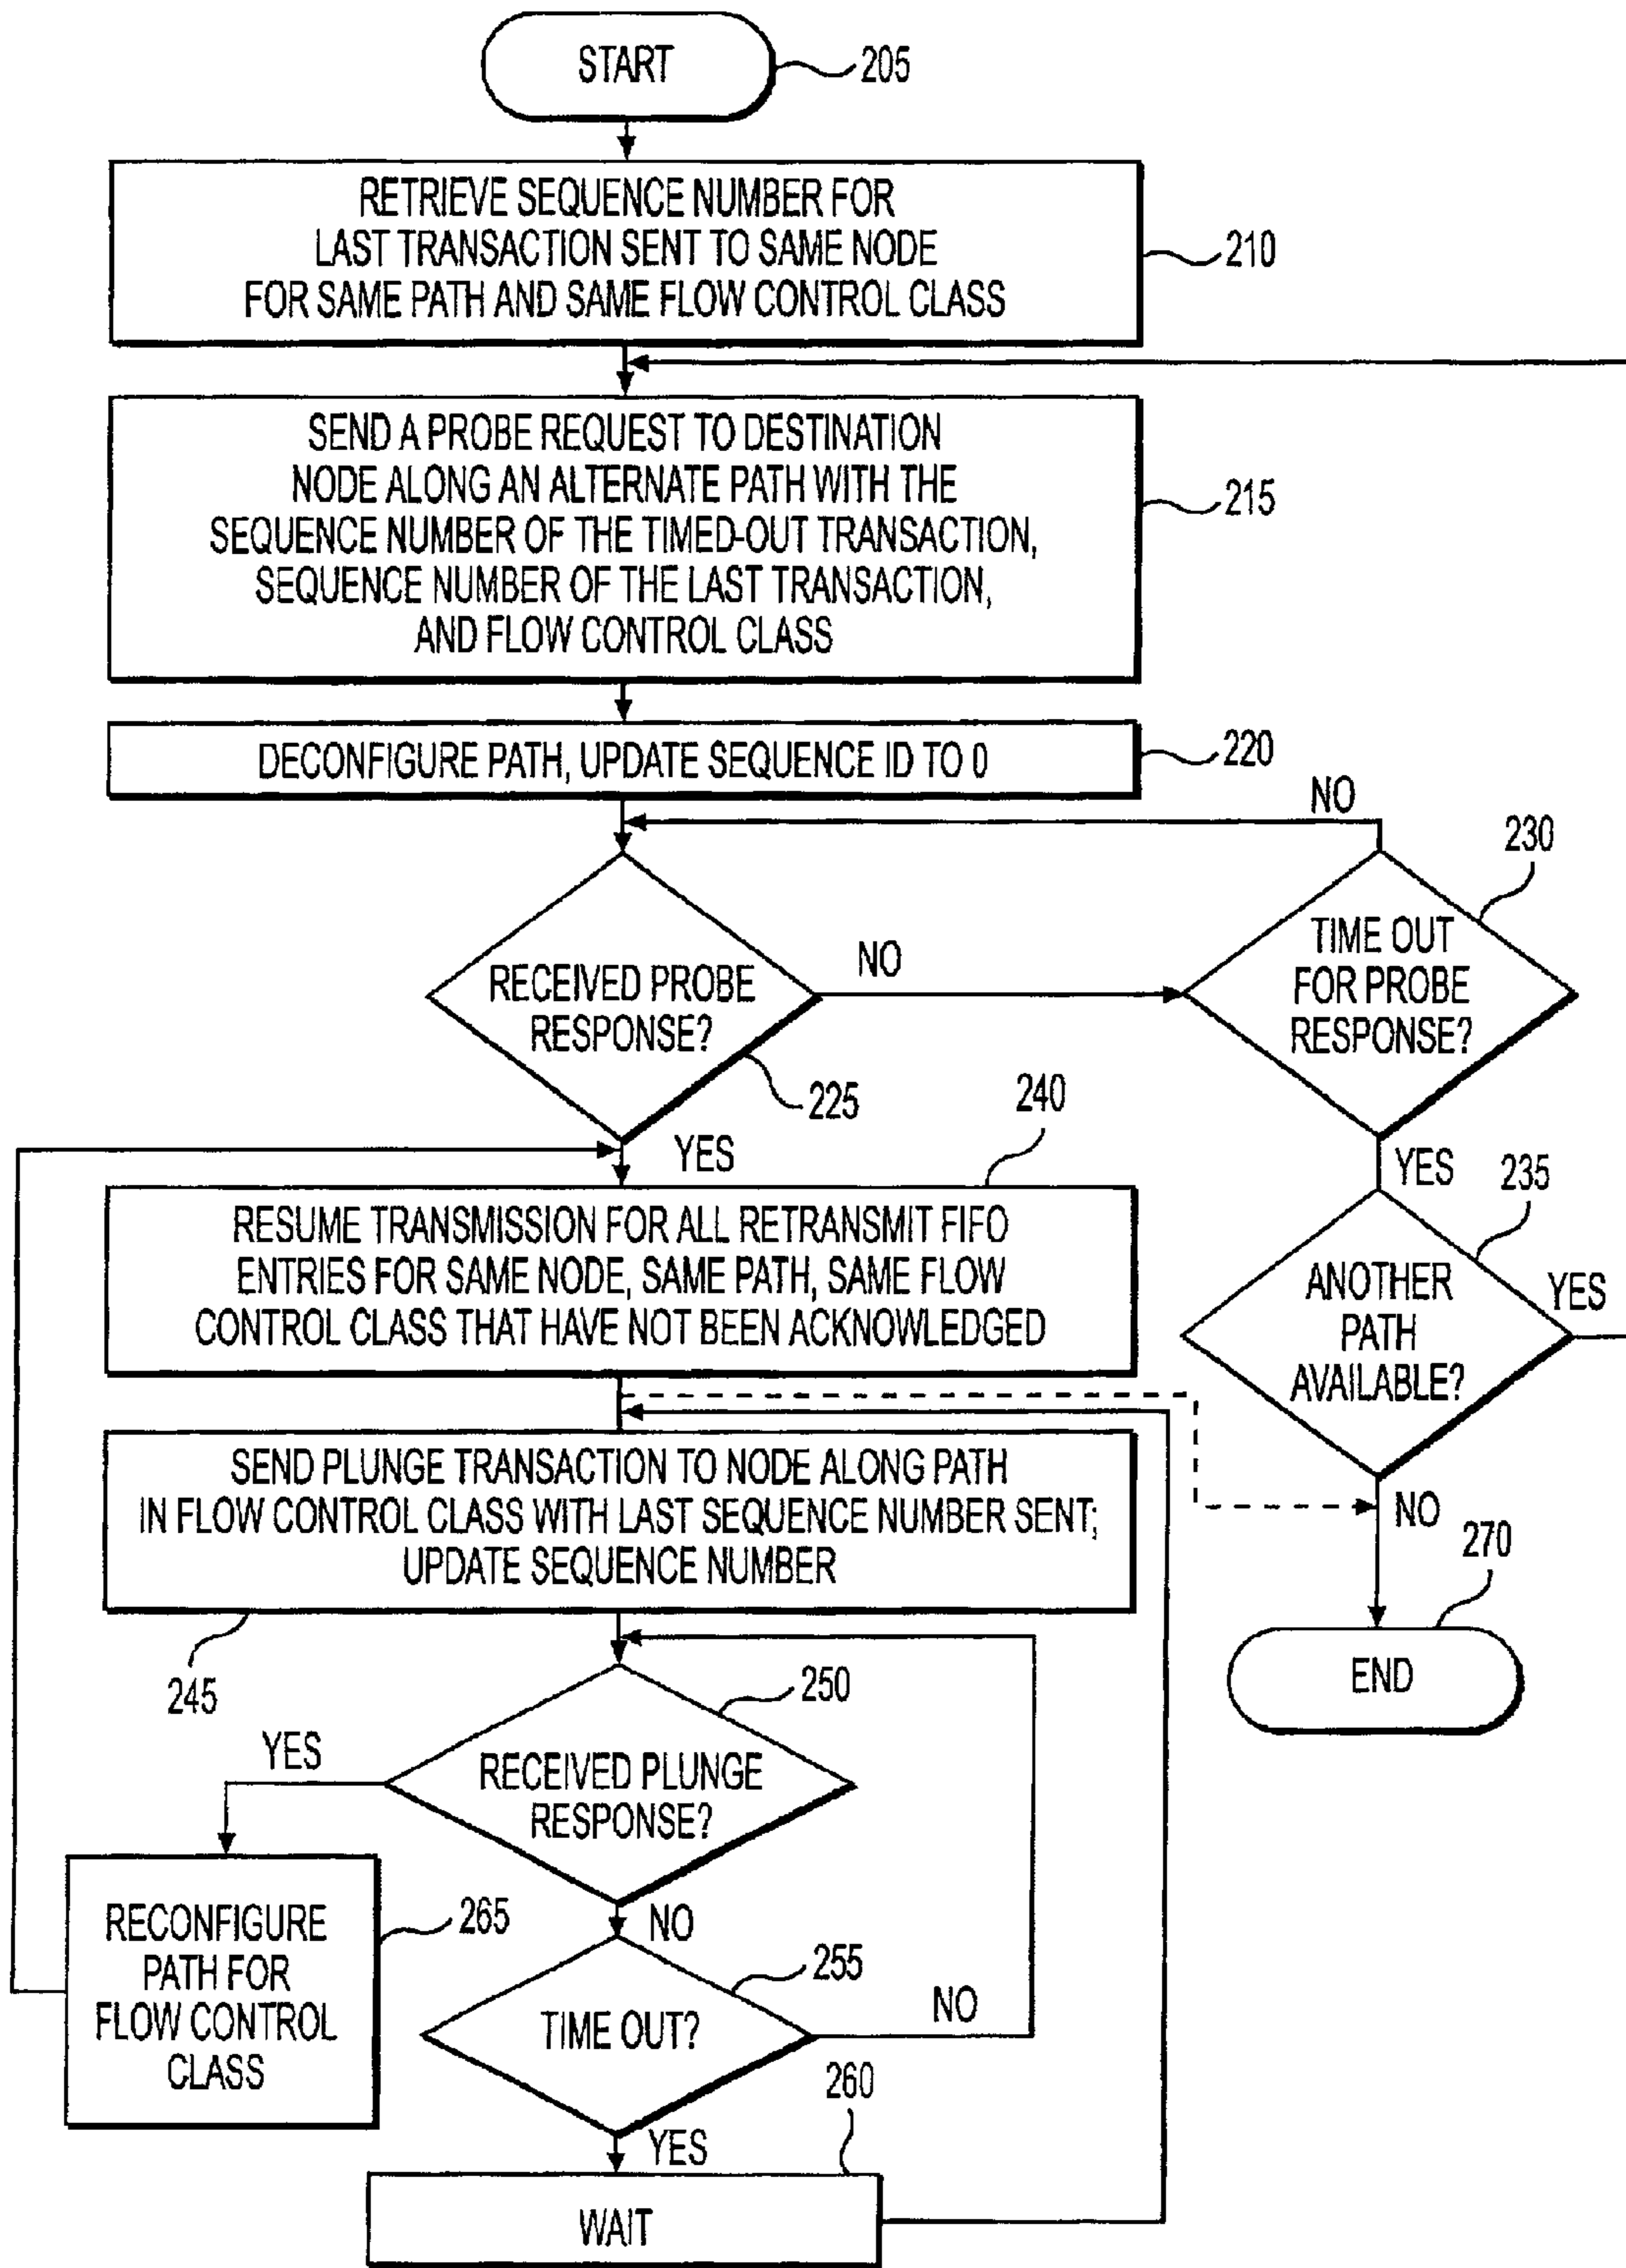 START
205
RETRIEVE SEQUENCE NUMBER FOR
LAST TRANSACTION SENT TO SAME NODE
FOR SAME PATH AND SAME FLOW CONTROL CLASS
210
SEND A PROBE REQUEST TO DESTINATION
NODE ALONG AN ALTERNATE PATH WITH THE
SEQUENCE NUMBER OF THE TIMED-OUT TRANSACTION,
SEQUENCE NUMBER OF THE LAST TRANSACTION,
AND FLOW CONTROL CLASS
215
DECONFIGURE PATH, UPDATE SEQUENCE ID TO 0
220
NO
230
RECEIVED PROBE
RESPONSE?
225
NO
TIME OUT
FOR PROBE
RESPONSE?
YES
240
YES
235
RESUME TRANSMISSION FOR ALL RETRANSMIT FIFO
ENTRIES FOR SAME NODE, SAME PATH, SAME FLOW
CONTROL CLASS THAT HAVE NOT BEEN ACKNOWLEDGED
ANOTHER
PATH
AVAILABLE?
YES
NO
SEND PLUNGE TRANSACTION TO NODE ALONG PATH
IN FLOW CONTROL CLASS WITH LAST SEQUENCE NUMBER SENT;
UPDATE SEQUENCE NUMBER
245
270
END
250
YES
RECEIVED PLUNGE
RESPONSE?
NO
RECONFIGURE
PATH FOR
FLOW CONTROL
CLASS
265
255
TIME OUT?
NO
260
YES
WAIT